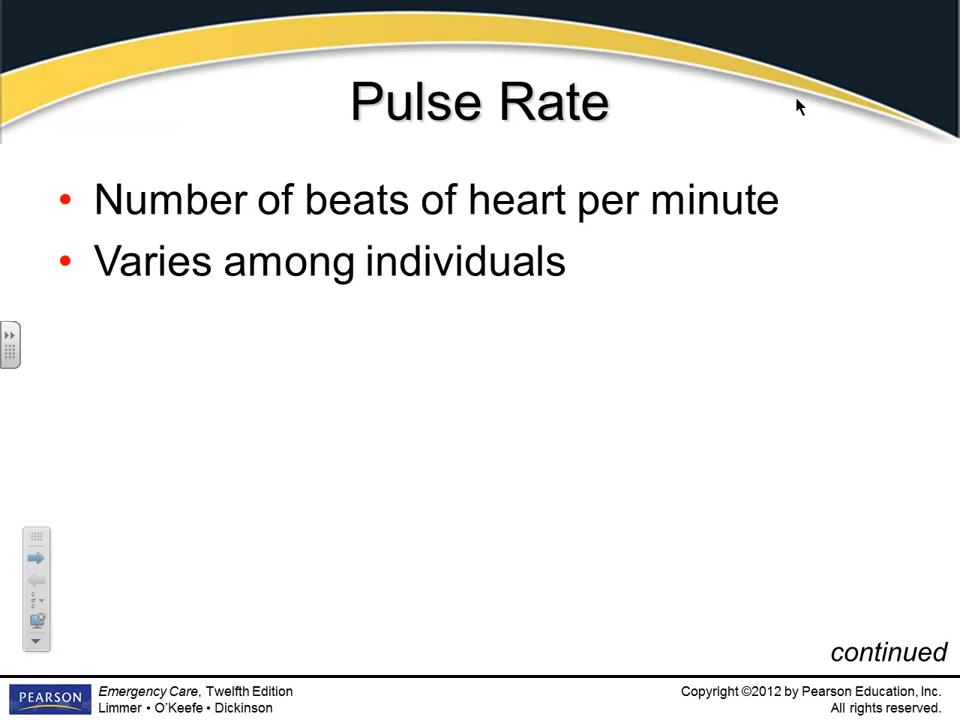 Pulse Rate
• Number of beats of heart per minute
• Varies among individuals
continued
PEARSON
Emergency Care, Twelfth Edition
Limmer • O'Keefe • Dickinson
Copyright ©2012 by Pearson Education, Inc.
All rights reserved.